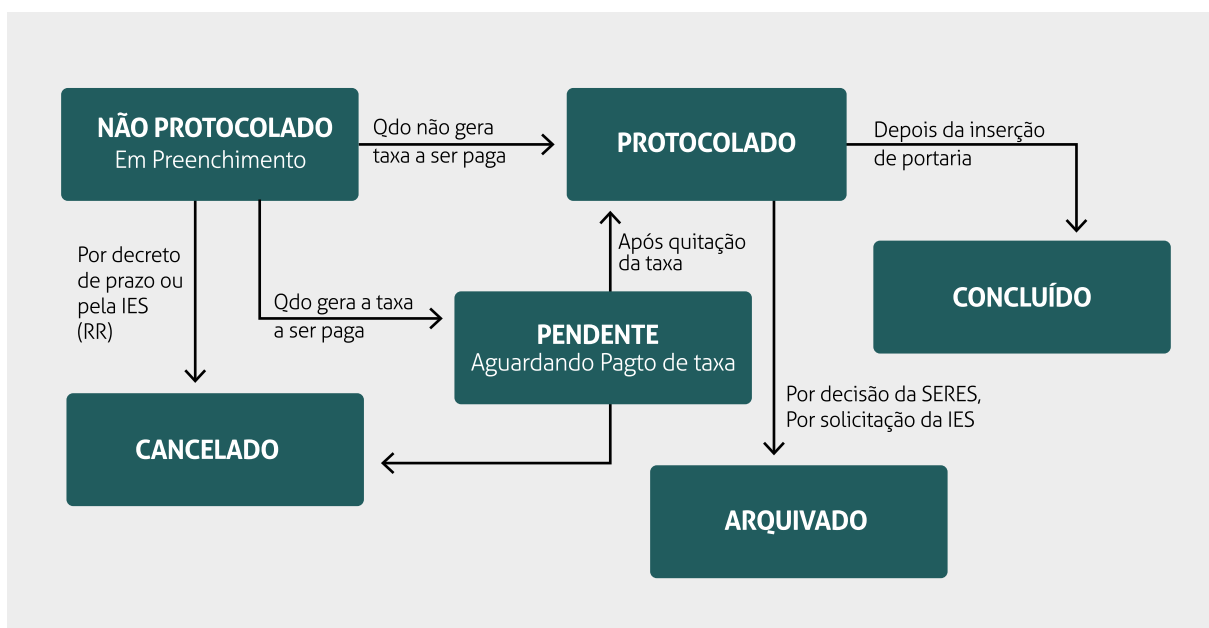 NÃO PROTOCOLADO
Em Preenchimento
Qdo não gera
taxa a ser paga
PROTOCOLADO
Depois da inserção
de portaria
Por decreto
de prazo ou
pela IES
(RR)
Qdo gera a taxa
a ser paga
Após quitação
da taxa
PENDENTE
Aguardando Pagto de taxa
CONCLUÍDO
CANCELADO
Por decisão da SERES,
Por solicitação da IES
ARQUIVADO